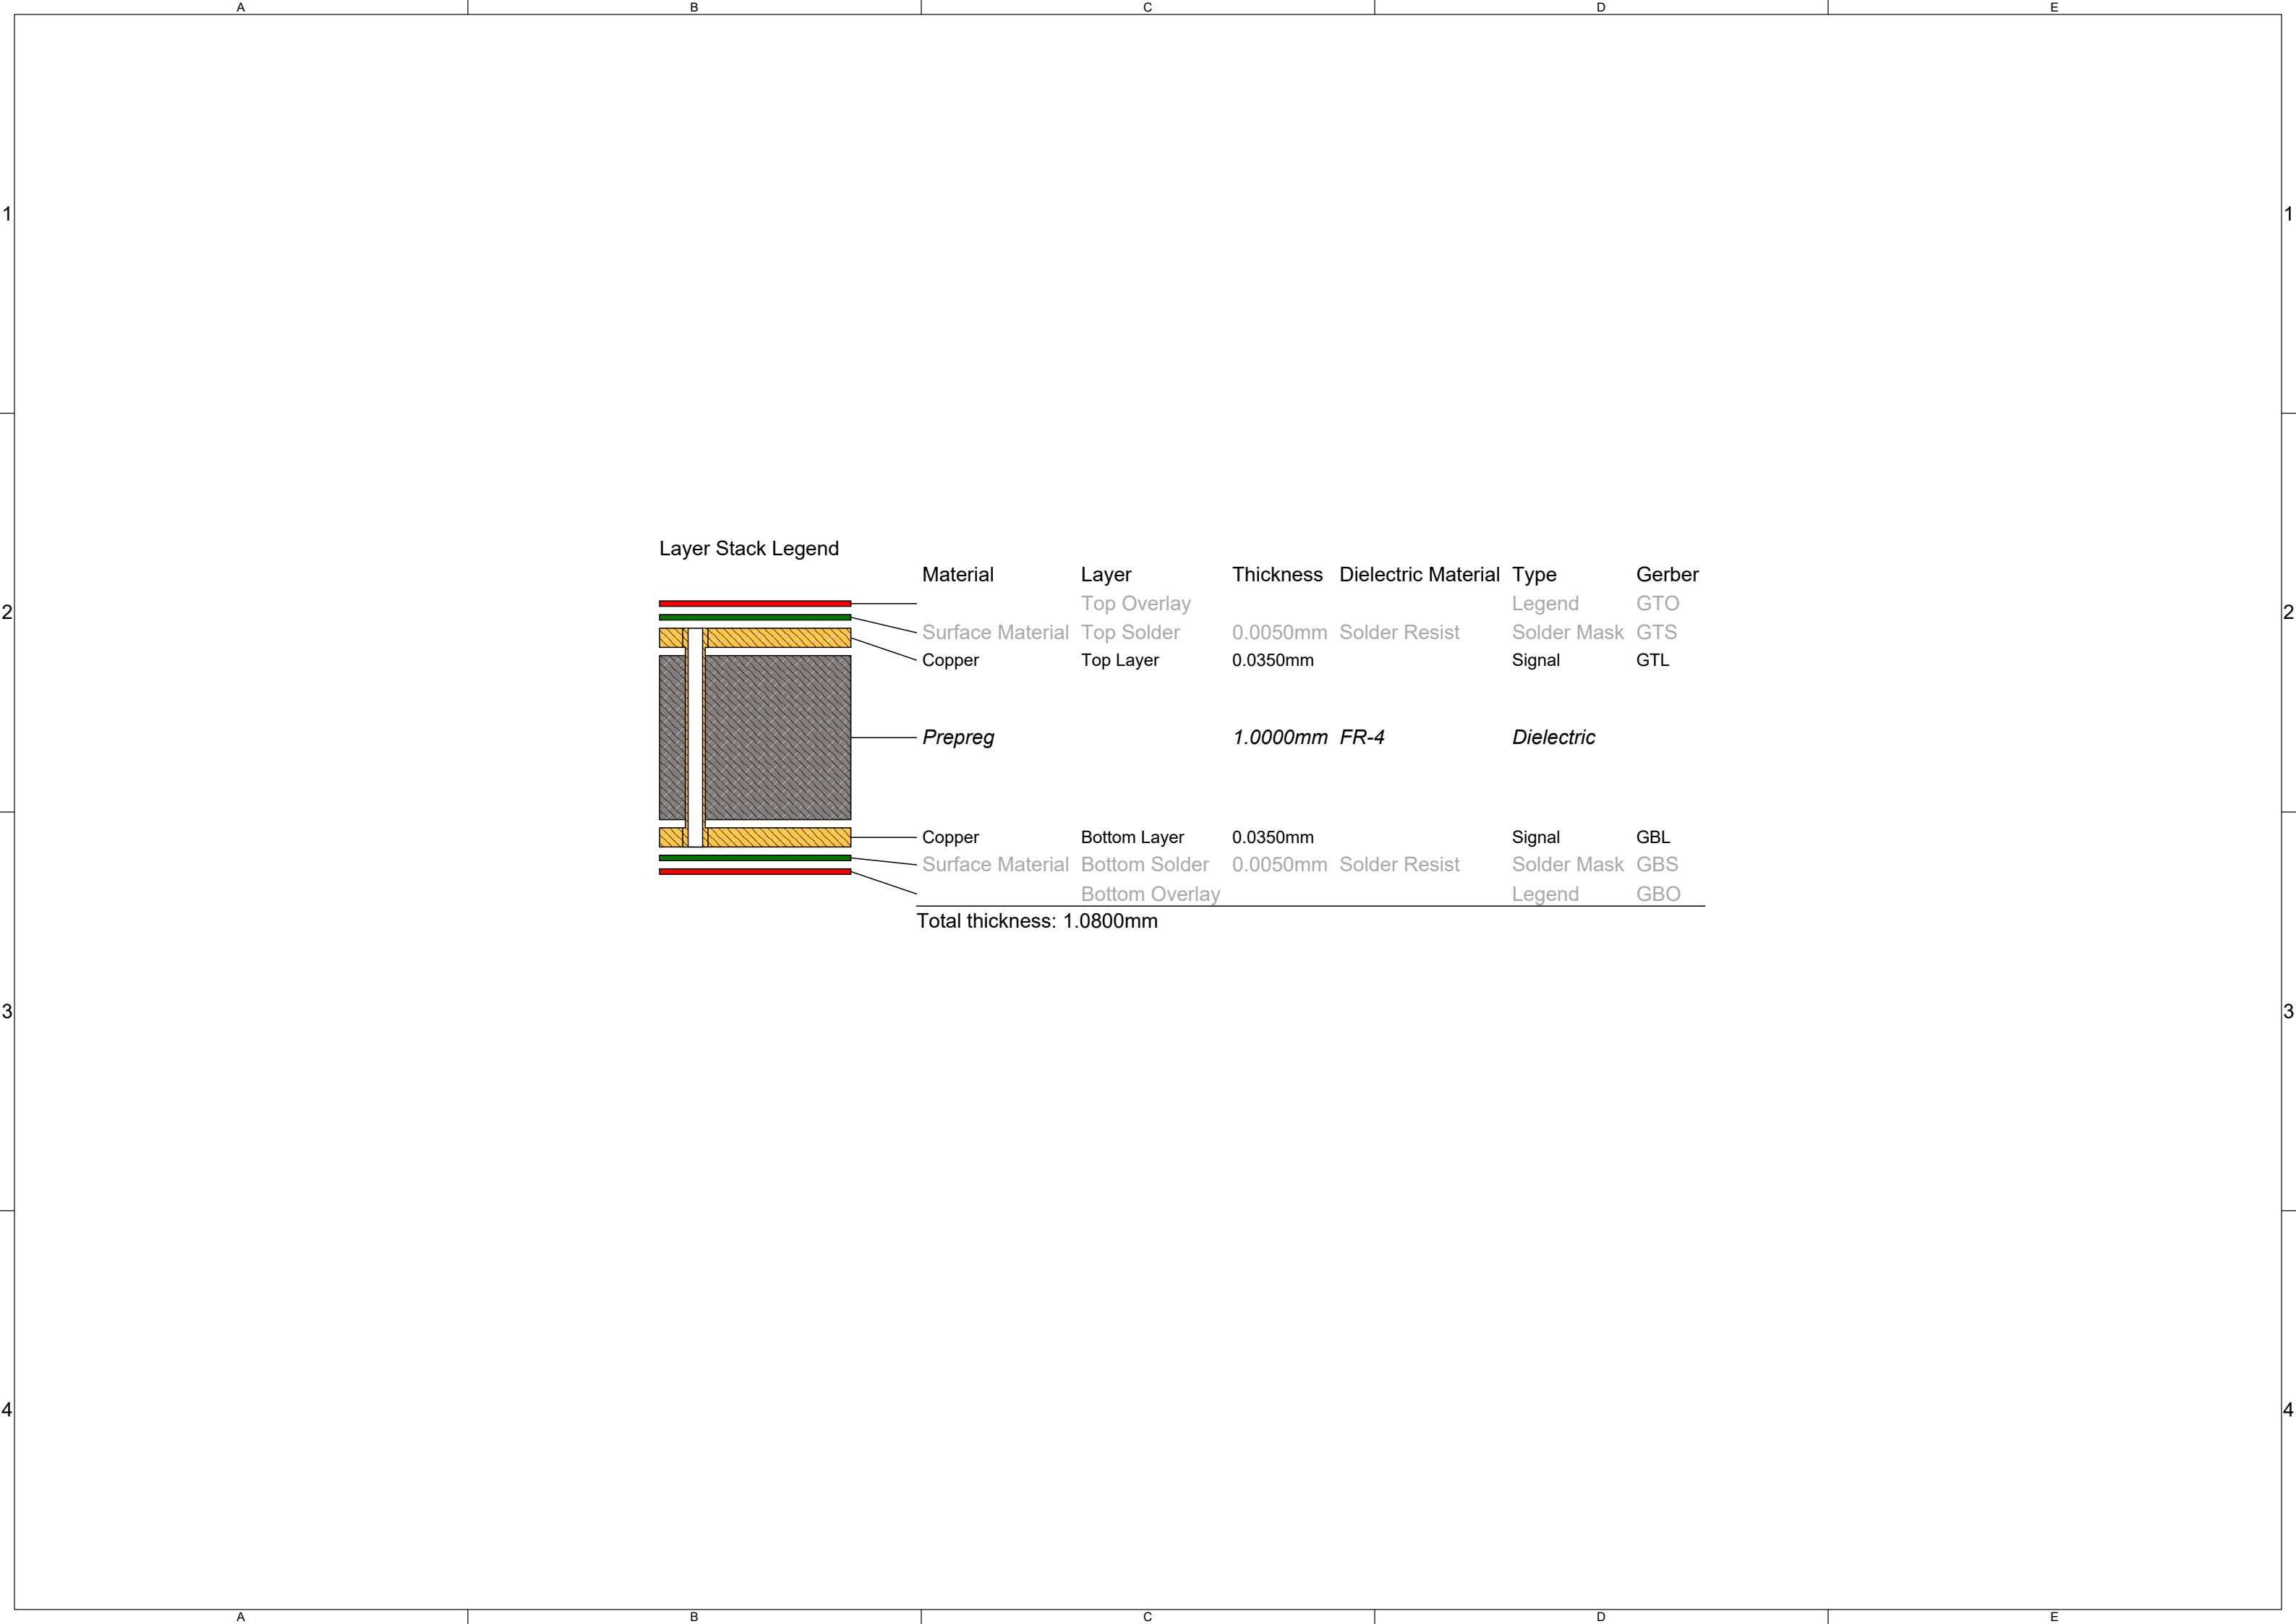 A B C D E
1 1
Layer Stack Legend
Material Layer Thickness Dielectric Material Type Gerber
Top Overlay Legend GTO
2 2
Surface Material Top Solder 0.0050mm Solder Resist Solder Mask GTS
Copper Top Layer 0.0350mm Signal GTL
Prepreg 1.0000mm FR-4 Dielectric
Copper Bottom Layer 0.0350mm Signal GBL
Surface Material Bottom Solder 0.0050mm Solder Resist Solder Mask GBS
Bottom Overlay Legend GBO
Total thickness: 1.0800mm
3 3
4 4
A B C D E